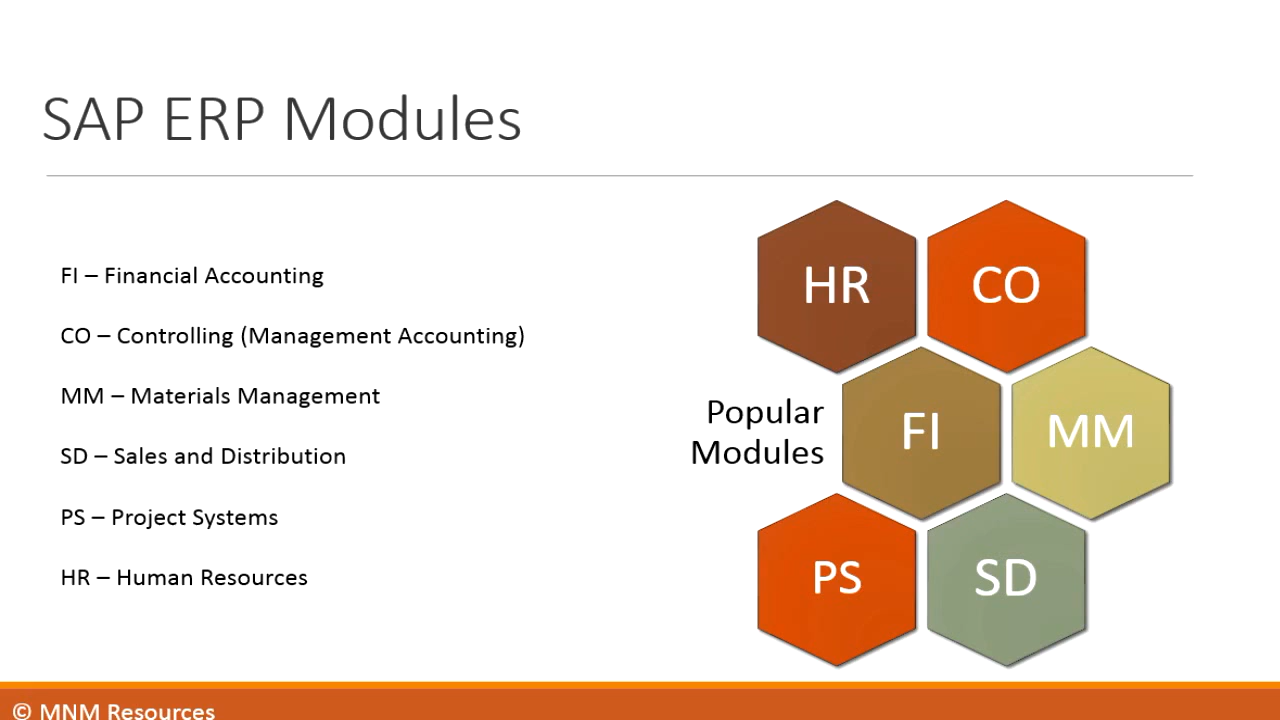 SAP ERP Modules
FI – Financial Accounting
CO – Controlling (Management Accounting)
MM – Materials Management
SD – Sales and Distribution
PS – Project Systems
HR – Human Resources
HR
CO
Popular
Modules
FI
MM
PS
SD
© MNM Resources